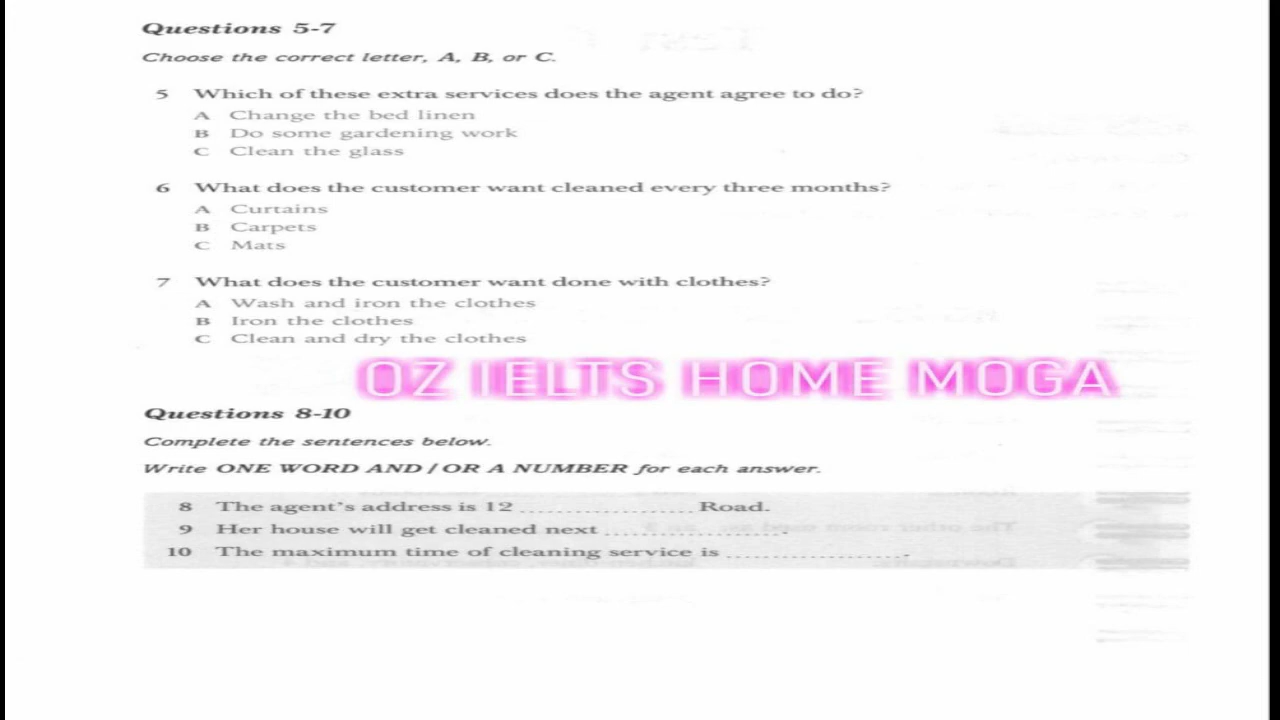 Questions 5-7
Choose the correct letter, A, B, or C.
5 Which of these extra services does the agent agree to do?
A Change the bed linen
B Do some gardening work
C Clean the glass
6 What does the customer want cleaned every three months?
A Curtains
B Carpets
C Mats
7 What does the customer want done with clothes?
A Wash and iron the clothes
B Iron the clothes
C Clean and dry the clothes
OZ IELTS HOME MOGA
Questions 8-10
Complete the sentences below.
Write ONE WORD AND / OR A NUMBER for each answer.
8 The agent's address is 12 .................... Road.
9 Her house will get cleaned next .....................
10 The maximum time of cleaning service is .....................